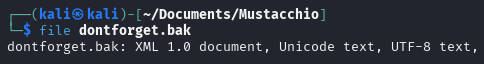 ┌──(kali㉿kali)-[~/Documents/Mustacchio]
└─$ file dontforget.bak
dontforget.bak: XML 1.0 document, Unicode text, UTF-8 text,